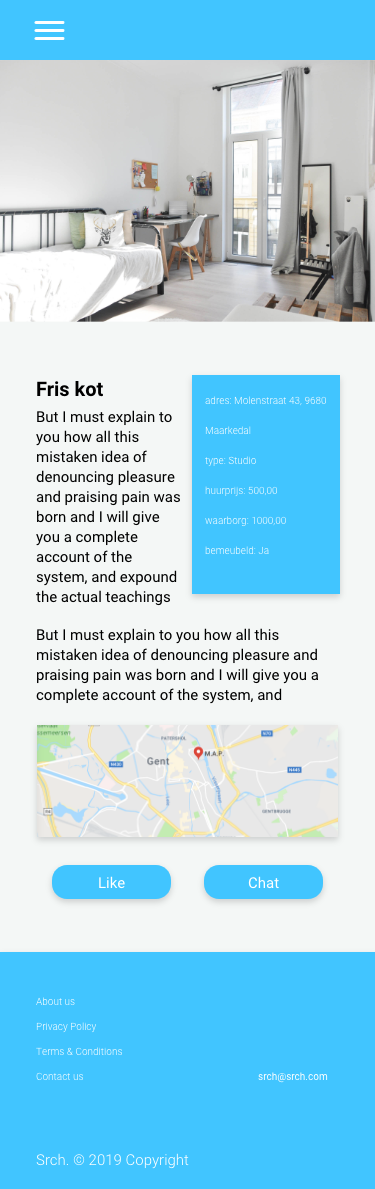 Fris kot
But I must explain to
you how all this
mistaken idea of
denouncing pleasure
and praising pain was
born and I will give
you a complete
account of the
system, and expound
the actual teachings
adres: Molenstraat 43, 9680
Maarkedal
type: Studio
huurprijs: 500,00
waarborg: 1000,00
bemeubeld: Ja
But I must explain to you how all this
mistaken idea of denouncing pleasure and
praising pain was born and I will give you a
complete account of the system, and
Gent
M.A.P.
GENTBRUGGE
Like
Chat
About us
Privacy Policy
Terms & Conditions
Contact us
srch@srch.com
Srch. © 2019 Copyright